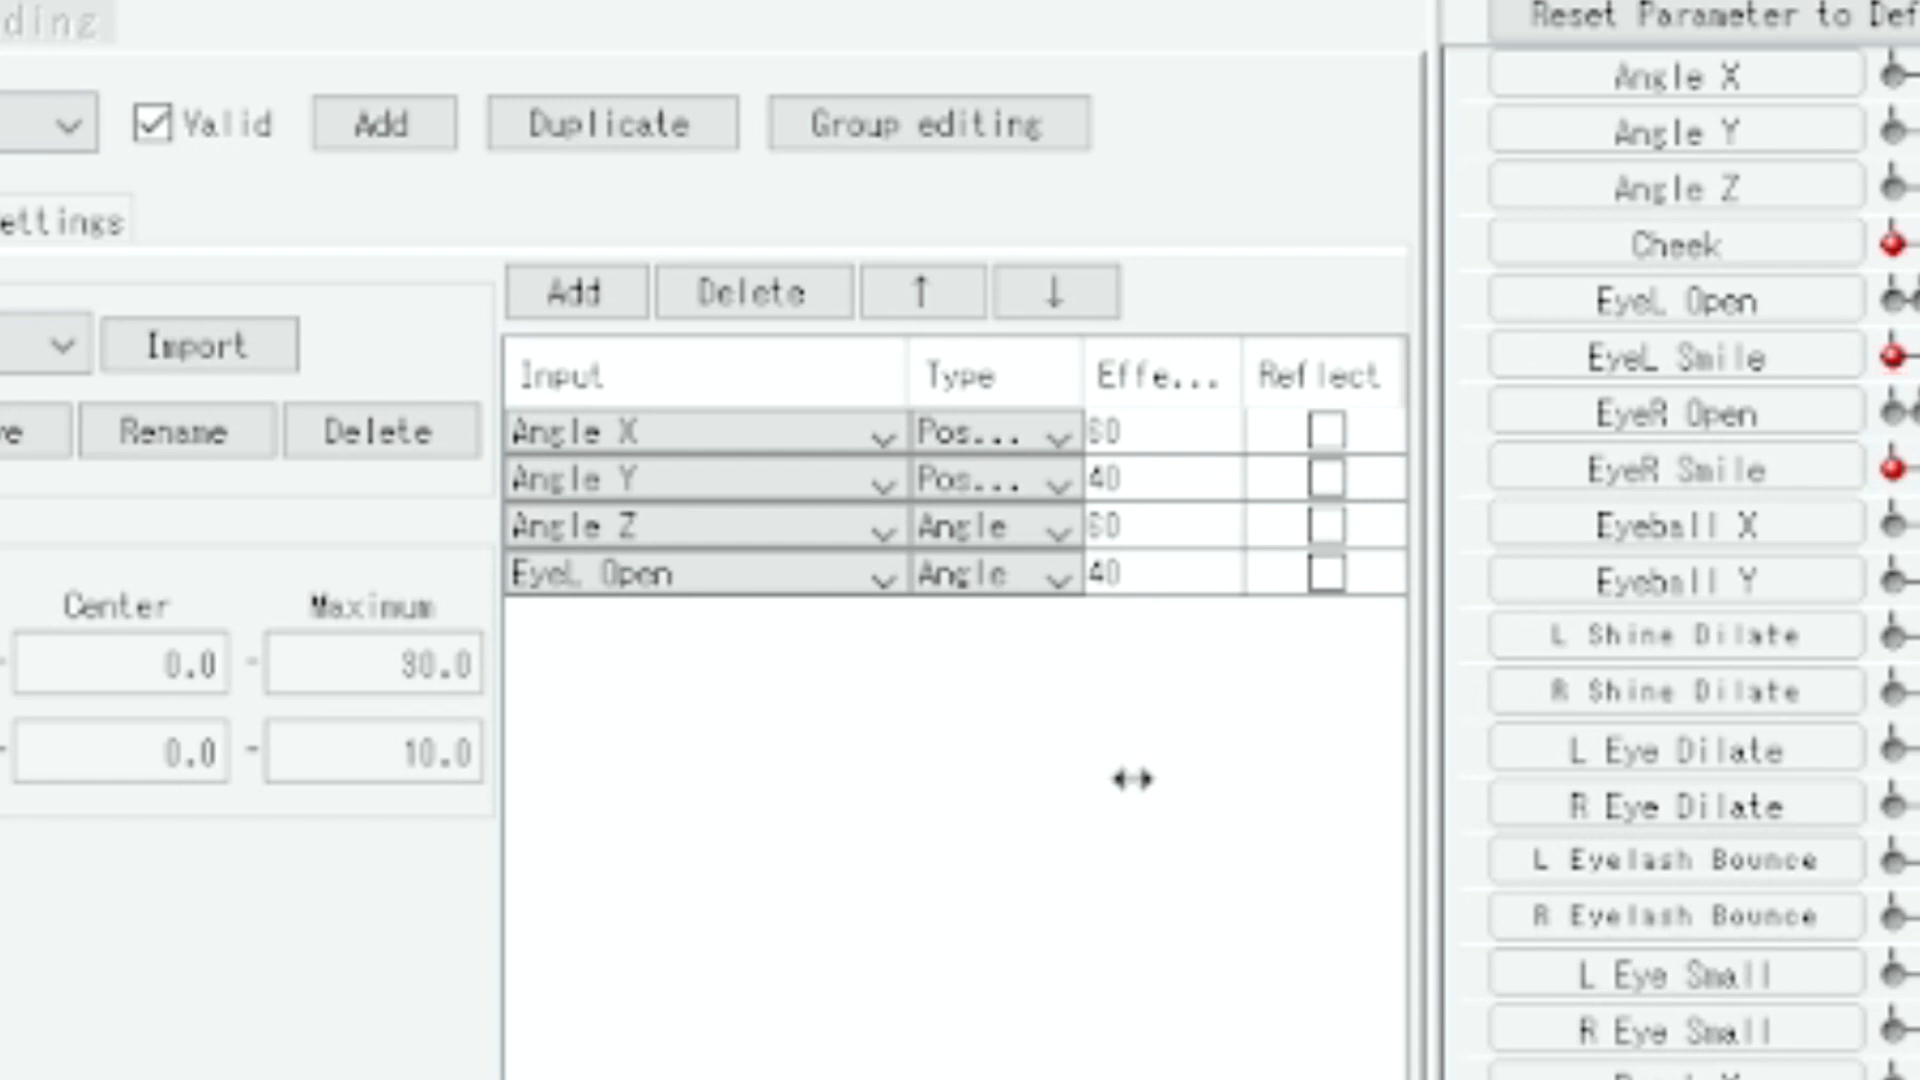 ding
Valid Add Duplicate Group editing
ettings
Import
ve Rename Delete
Center Maximum
0.0 - 30.0
0.0 - 10.0
Add Delete ↑ ↓
Input Type Effe... Reflect
Angle X Pos... 60
Angle Y Pos... 40
Angle Z Angle 60
EyeL Open Angle 40
Reset Parameter to Def
Angle X
Angle Y
Angle Z
Cheek
EyeL Open
EyeL Smile
EyeR Open
EyeR Smile
Eyeball X
Eyeball Y
L Shine Dilate
R Shine Dilate
L Eye Dilate
R Eye Dilate
L Eyelash Bounce
R Eyelash Bounce
L Eye Small
R Eye Small